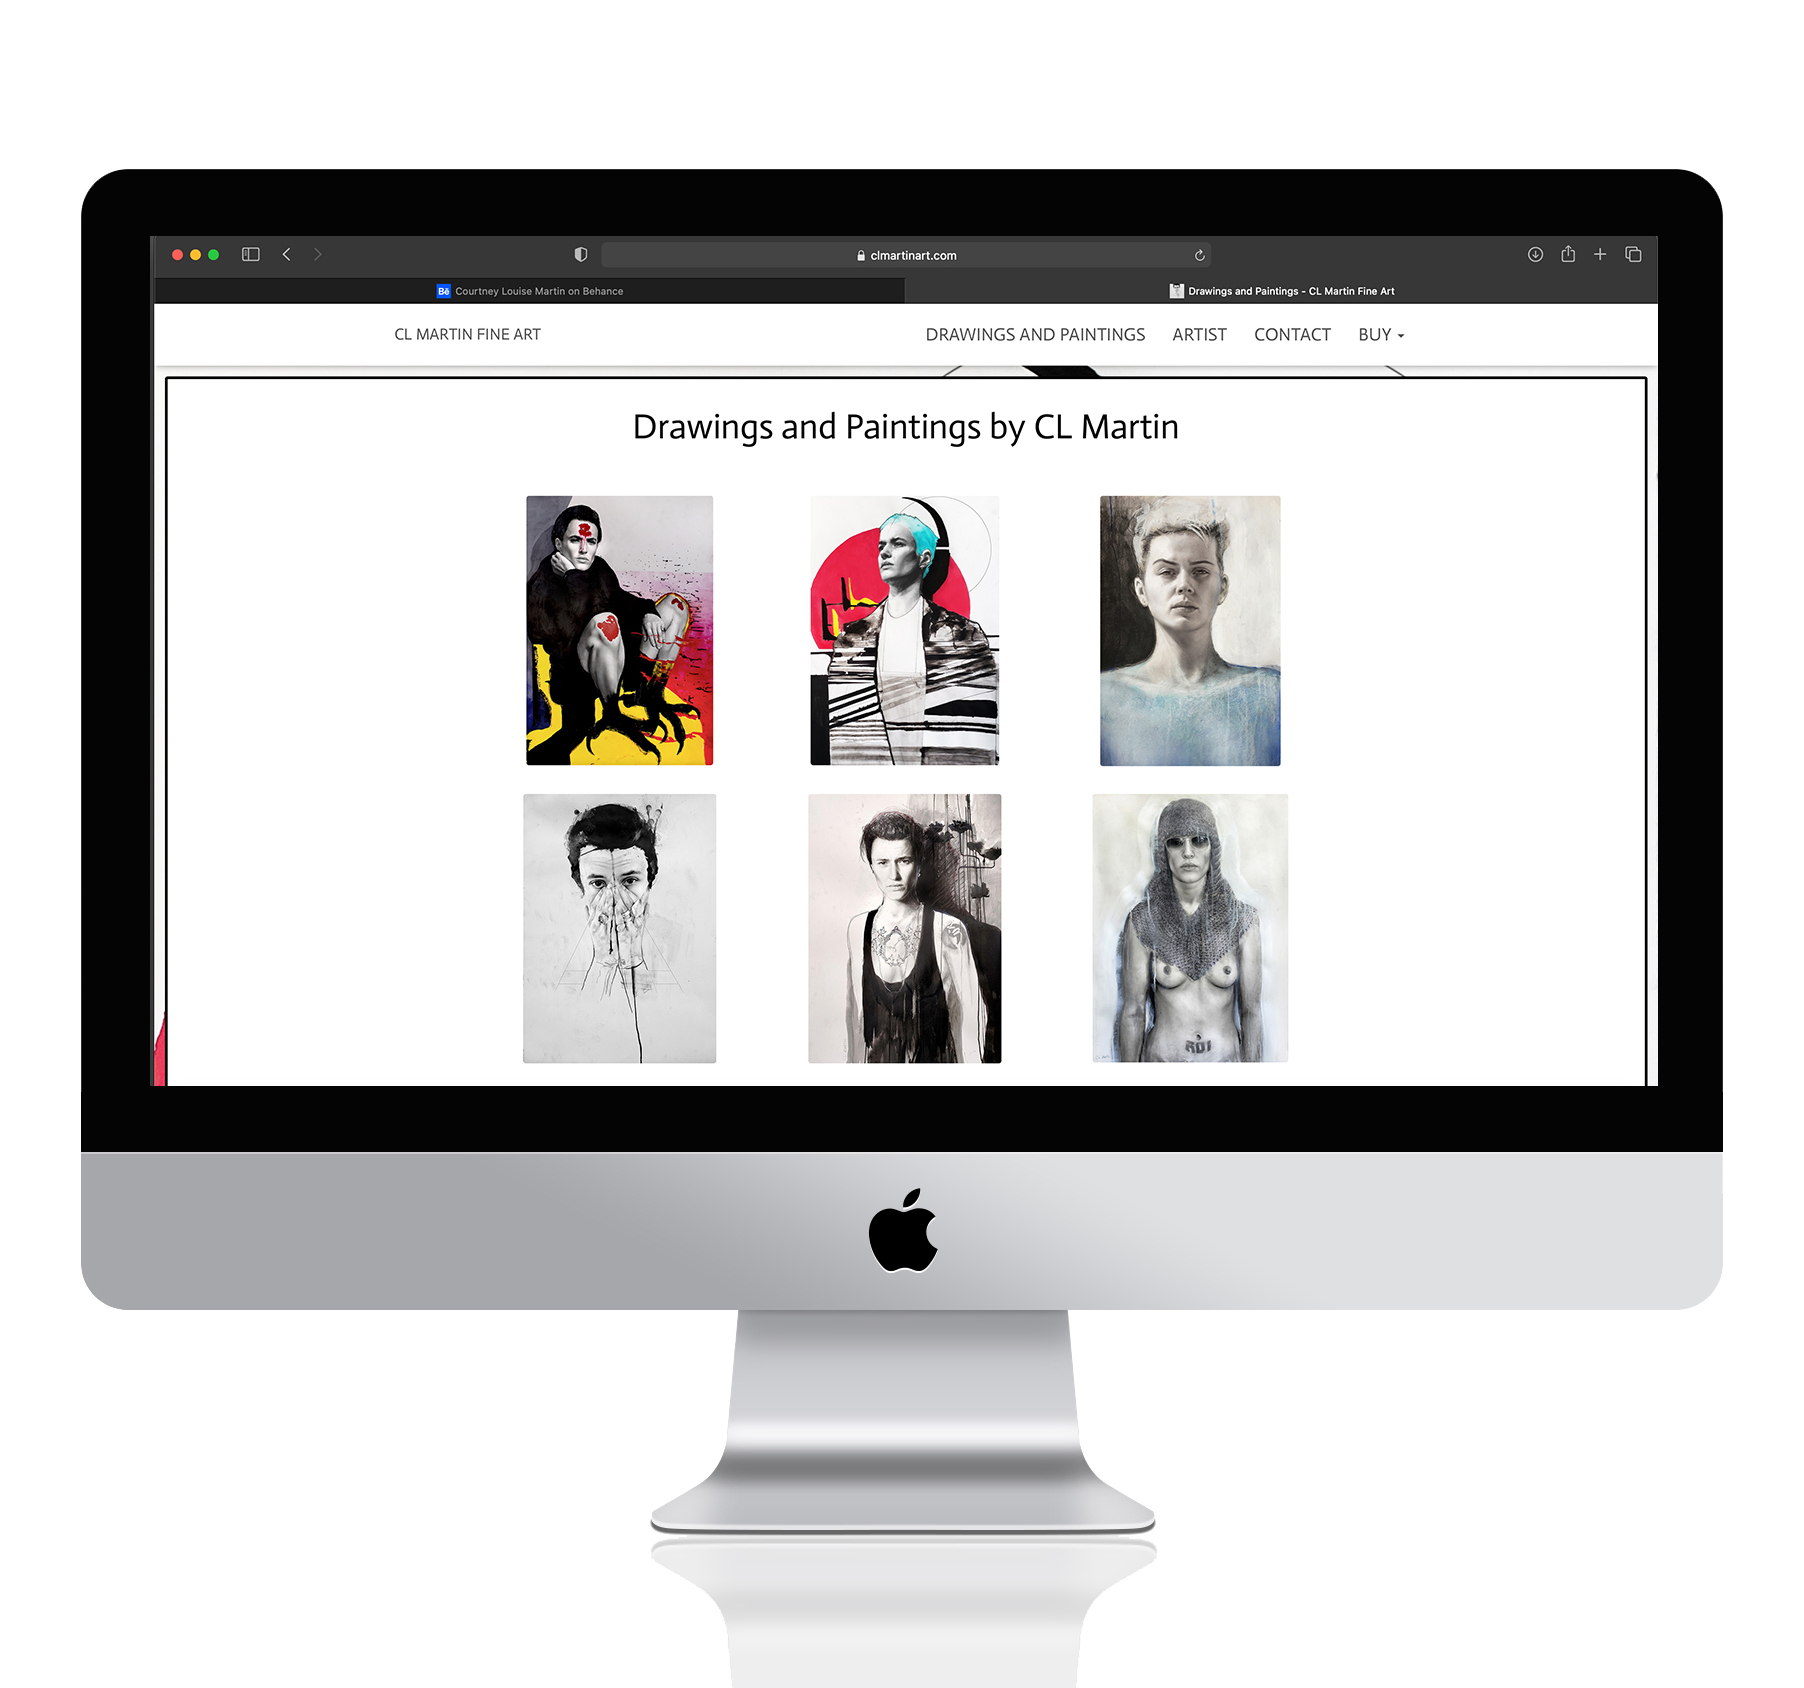 clmartinart.com
Bē Courtney Louise Martin on Behance
Drawings and Paintings - CL Martin Fine Art
CL MARTIN FINE ART
DRAWINGS AND PAINTINGS ARTIST CONTACT BUY
Drawings and Paintings by CL Martin